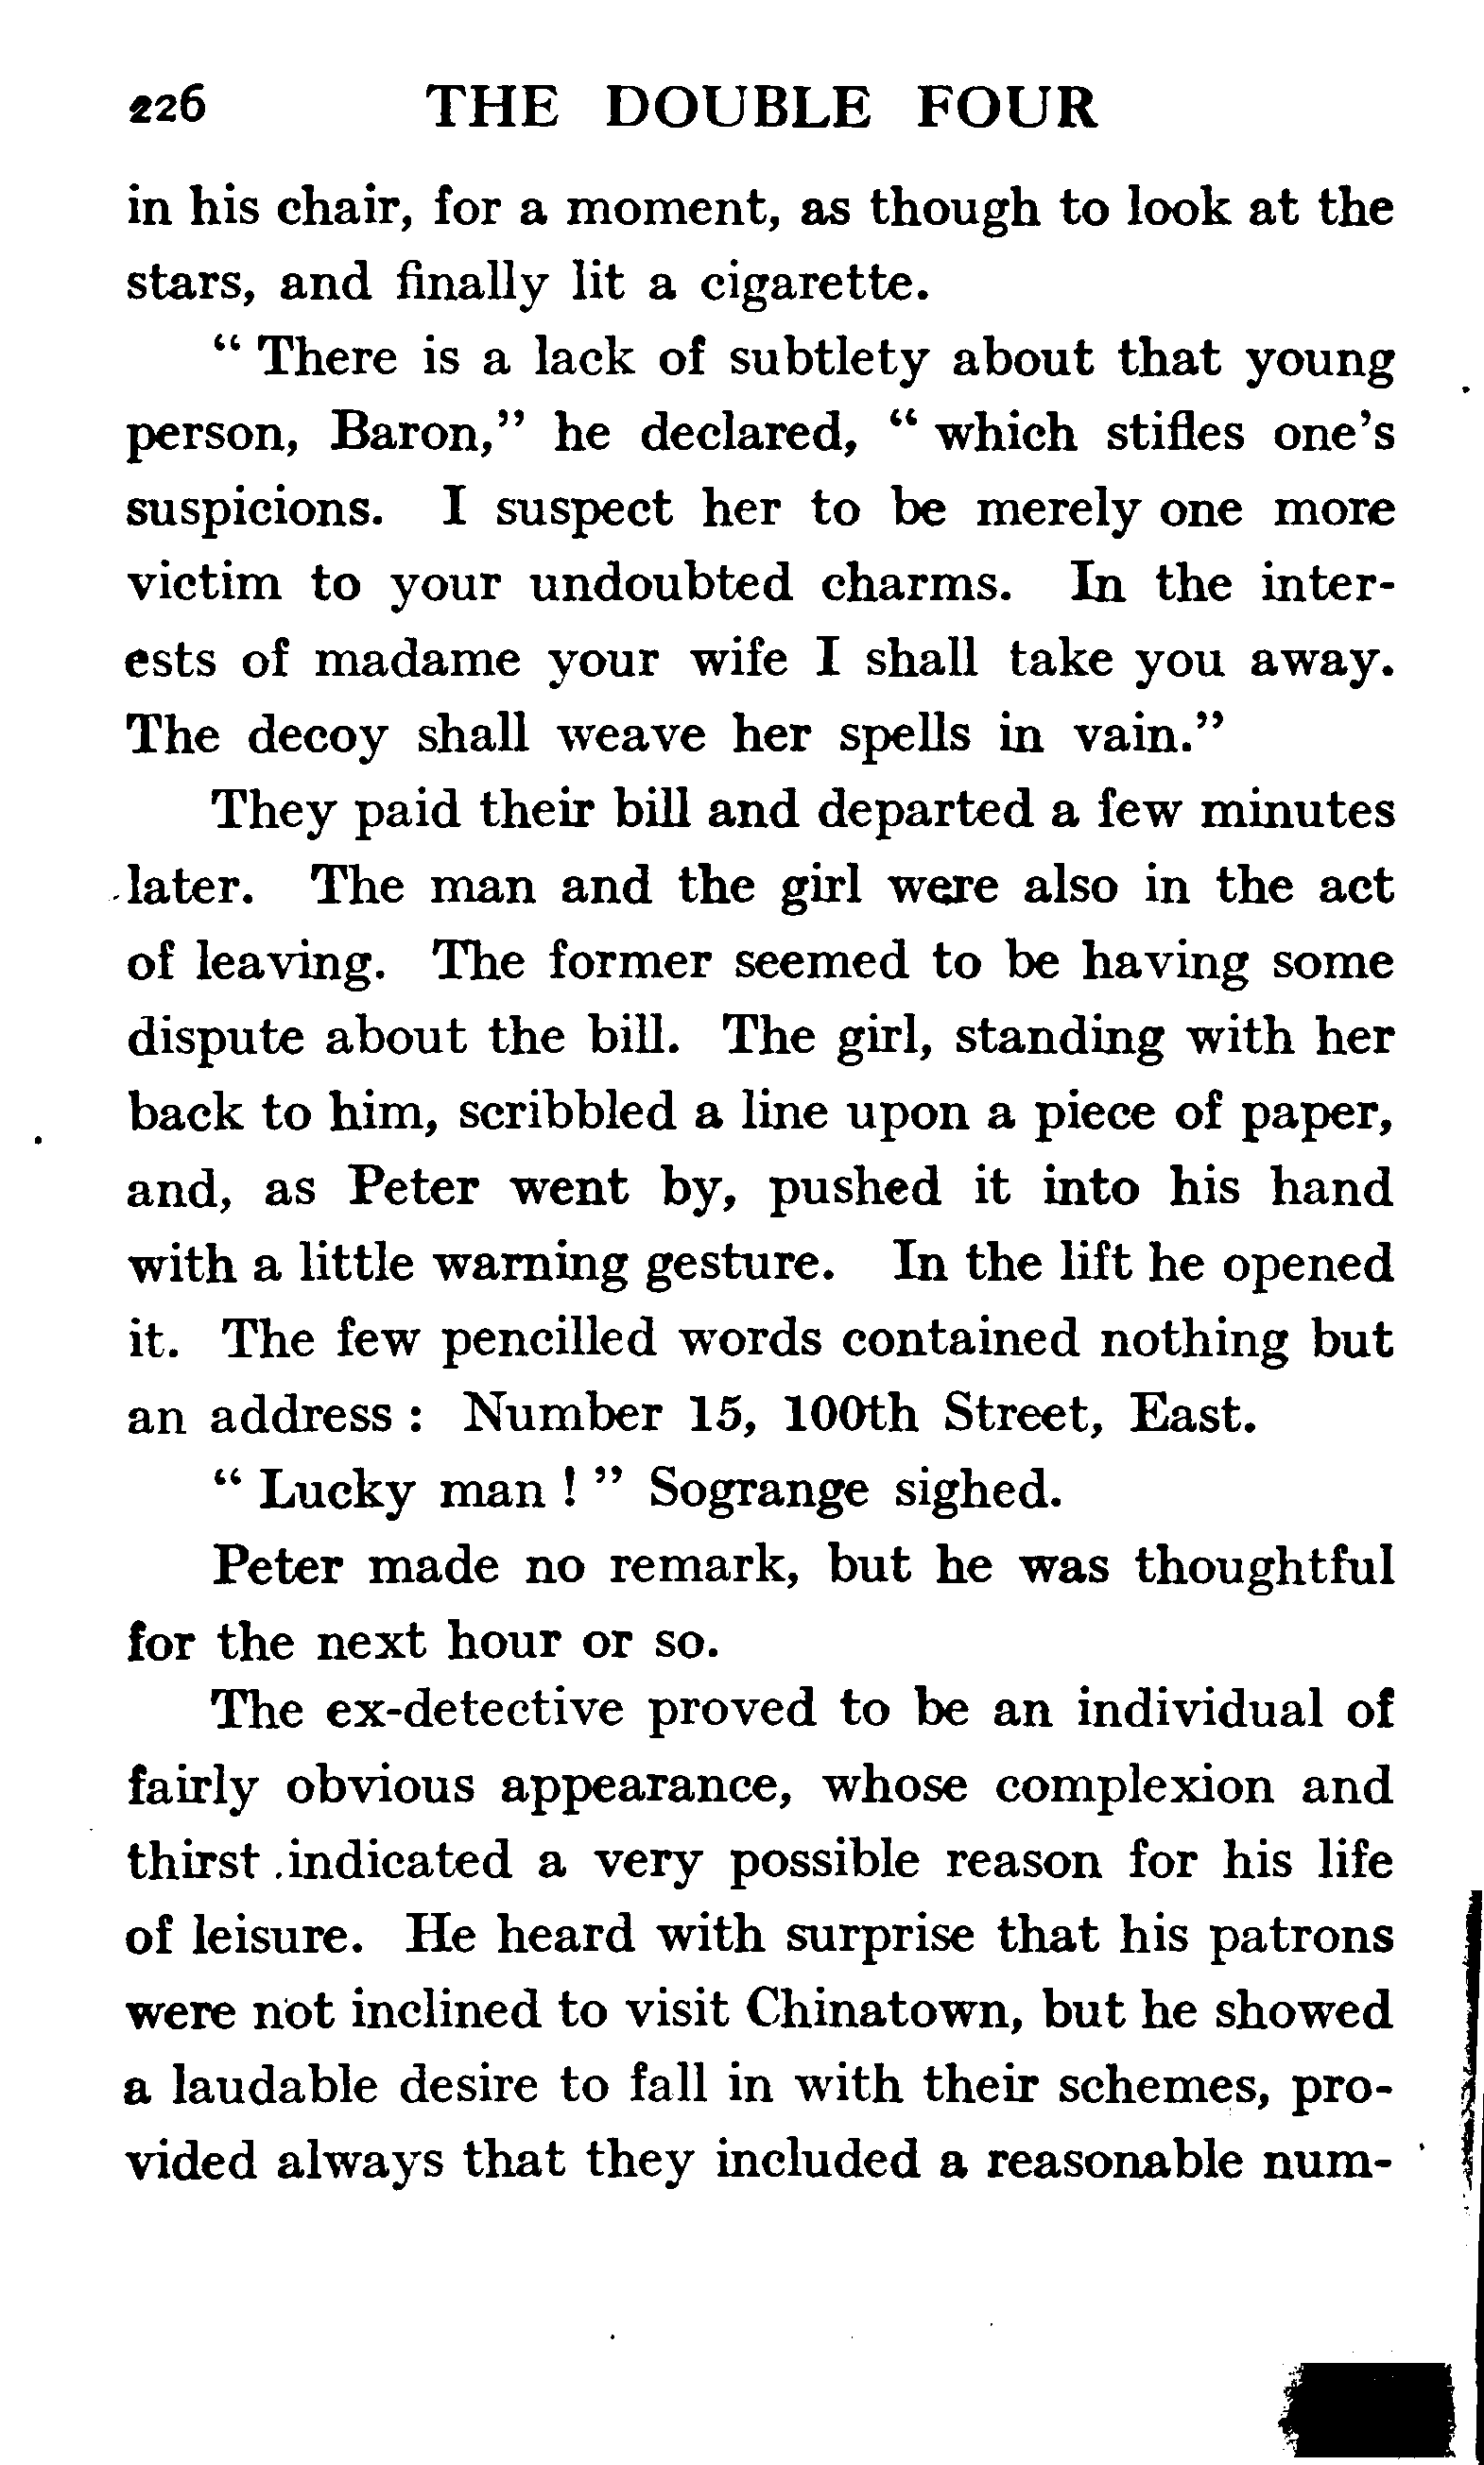 226 THE DOUBLE FOUR
in his chair, for a moment, as though to look at the
stars, and finally lit a cigarette.
“ There is a lack of subtlety about that young
person, Baron,” he declared, “ which stifles one’s
suspicions. I suspect her to be merely one more
victim to your undoubted charms. In the inter-
ests of madame your wife I shall take you away.
The decoy shall weave her spells in vain.”
They paid their bill and departed a few minutes
later. The man and the girl were also in the act
of leaving. The former seemed to be having some
dispute about the bill. The girl, standing with her
back to him, scribbled a line upon a piece of paper,
and, as Peter went by, pushed it into his hand
with a little warning gesture. In the lift he opened
it. The few pencilled words contained nothing but
an address : Number 15, 100th Street, East.
“ Lucky man ! ” Sogrange sighed.
Peter made no remark, but he was thoughtful
for the next hour or so.
The ex-detective proved to be an individual of
fairly obvious appearance, whose complexion and
thirst indicated a very possible reason for his life
of leisure. He heard with surprise that his patrons
were not inclined to visit Chinatown, but he showed
a laudable desire to fall in with their schemes, pro-
vided always that they included a reasonable num-